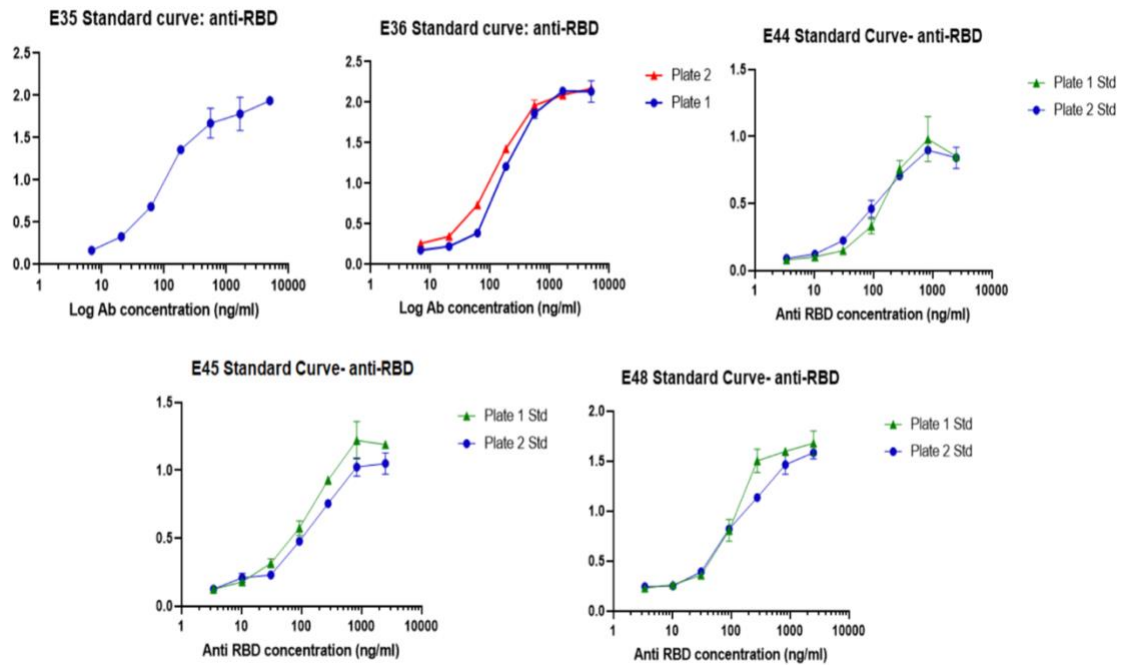 E35 Standard curve: anti-RBD
2.5
2.0
1.5
1.0
0.5
0.0
1 10 100 1000 10000
Log Ab concentration (ng/ml)
E36 Standard curve: anti-RBD
2.5
2.0
1.5
1.0
0.5
0.0
1 10 100 1000 10000
Log Ab concentration (ng/ml)
Plate 2
Plate 1
E44 Standard Curve- anti-RBD
1.5
1.0
0.5
0.0
1 10 100 1000 10000
Anti RBD concentration (ng/ml)
Plate 1 Std
Plate 2 Std
E45 Standard Curve- anti-RBD
1.5
1.0
0.5
0.0
1 10 100 1000 10000
Anti RBD concentration (ng/ml)
Plate 1 Std
Plate 2 Std
E48 Standard Curve- anti-RBD
2.0
1.5
1.0
0.5
0.0
1 10 100 1000 10000
Anti RBD concentration (ng/ml)
Plate 1 Std
Plate 2 Std